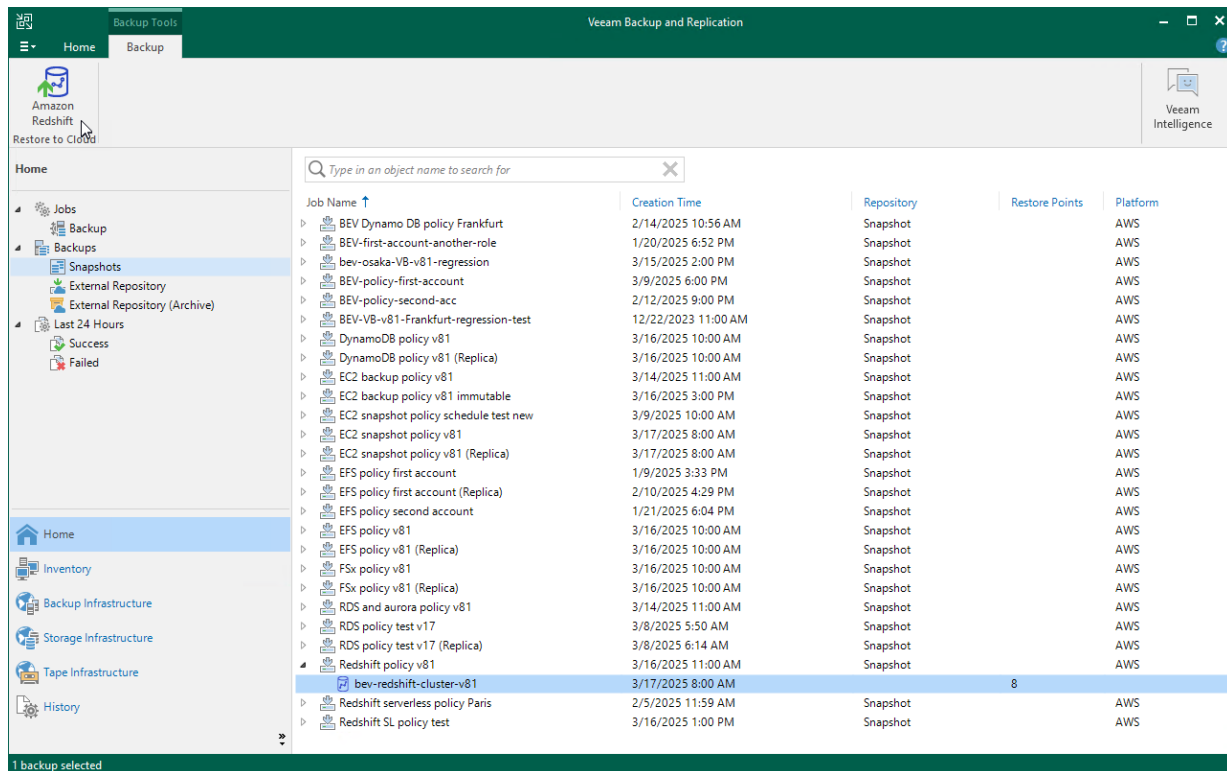 Backup Tools
Veeam Backup and Replication
Home
Backup
Amazon
Redshift
Restore to Cloud
Veeam
Intelligence
Home
Jobs
Backup
Backups
Snapshots
External Repository
External Repository (Archive)
Last 24 Hours
Success
Failed
Home
Inventory
Backup Infrastructure
Storage Infrastructure
Tape Infrastructure
History
Type in an object name to search for
Job Name Creation Time Repository Restore Points Platform
BEV Dynamo DB policy Frankfurt 2/14/2025 10:56 AM Snapshot AWS
BEV-first-account-another-role 1/20/2025 6:52 PM Snapshot AWS
bev-osaka-VB-v81-regression 3/15/2025 2:00 PM Snapshot AWS
BEV-policy-first-account 3/9/2025 6:00 PM Snapshot AWS
BEV-policy-second-acc 2/12/2025 9:00 PM Snapshot AWS
BEV-VB-v81-Frankfurt-regression-test 12/22/2023 11:00 AM Snapshot AWS
DynamoDB policy v81 3/16/2025 10:00 AM Snapshot AWS
DynamoDB policy v81 (Replica) 3/16/2025 10:00 AM Snapshot AWS
EC2 backup policy v81 3/14/2025 11:00 AM Snapshot AWS
EC2 backup policy v81 immutable 3/16/2025 3:00 PM Snapshot AWS
EC2 snapshot policy schedule test new 3/9/2025 10:00 AM Snapshot AWS
EC2 snapshot policy v81 3/17/2025 8:00 AM Snapshot AWS
EC2 snapshot policy v81 (Replica) 3/17/2025 8:00 AM Snapshot AWS
EFS policy first account 1/9/2025 3:33 PM Snapshot AWS
EFS policy first account (Replica) 2/10/2025 4:29 PM Snapshot AWS
EFS policy second account 1/21/2025 6:04 PM Snapshot AWS
EFS policy v81 3/16/2025 10:00 AM Snapshot AWS
EFS policy v81 (Replica) 3/16/2025 10:00 AM Snapshot AWS
FSx policy v81 3/16/2025 10:00 AM Snapshot AWS
FSx policy v81 (Replica) 3/16/2025 10:00 AM Snapshot AWS
RDS and aurora policy v81 3/14/2025 11:00 AM Snapshot AWS
RDS policy test v17 3/8/2025 5:50 AM Snapshot AWS
RDS policy test v17 (Replica) 3/8/2025 6:14 AM Snapshot AWS
Redshift policy v81 3/16/2025 11:00 AM Snapshot AWS
bev-redshift-cluster-v81 3/17/2025 8:00 AM 8
Redshift serverless policy Paris 2/5/2025 11:59 AM Snapshot AWS
Redshift SL policy test 3/16/2025 1:00 PM Snapshot AWS
1 backup selected